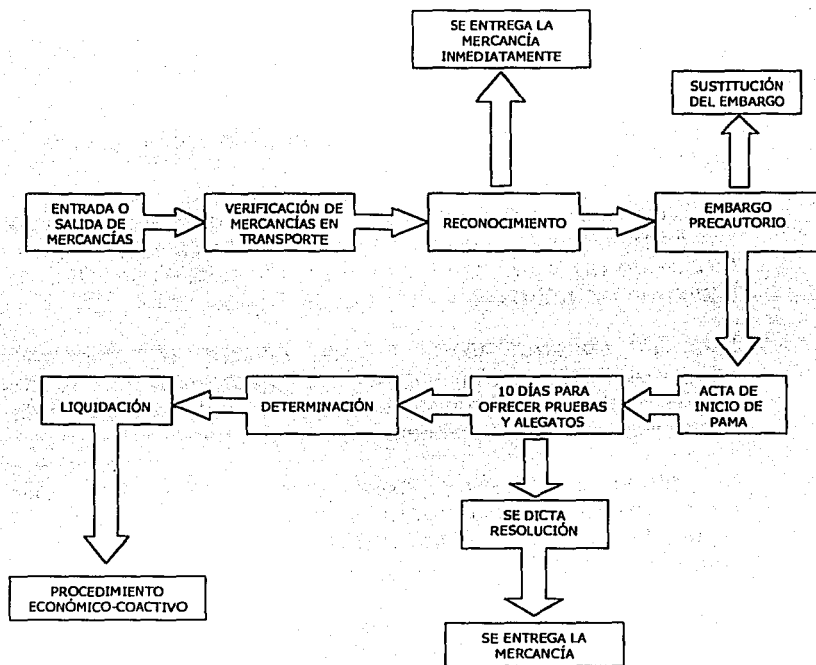 SE ENTREGA LA
MERCANCÍA
INMEDIATAMENTE
SUSTITUCIÓN
DEL EMBARGO
ENTRADA O
SALIDA DE
MERCANCÍAS
VERIFICACIÓN DE
MERCANCÍAS EN
TRANSPORTE
RECONOCIMIENTO
EMBARGO
PRECAUTORIO
LIQUIDACIÓN
DETERMINACIÓN
10 DÍAS PARA
OFRECER PRUEBAS
Y ALEGATOS
ACTA DE
INICIO DE
PAMA
SE DICTA
RESOLUCIÓN
PROCEDIMIENTO
ECONÓMICO-COACTIVO
SE ENTREGA LA
MERCANCÍA